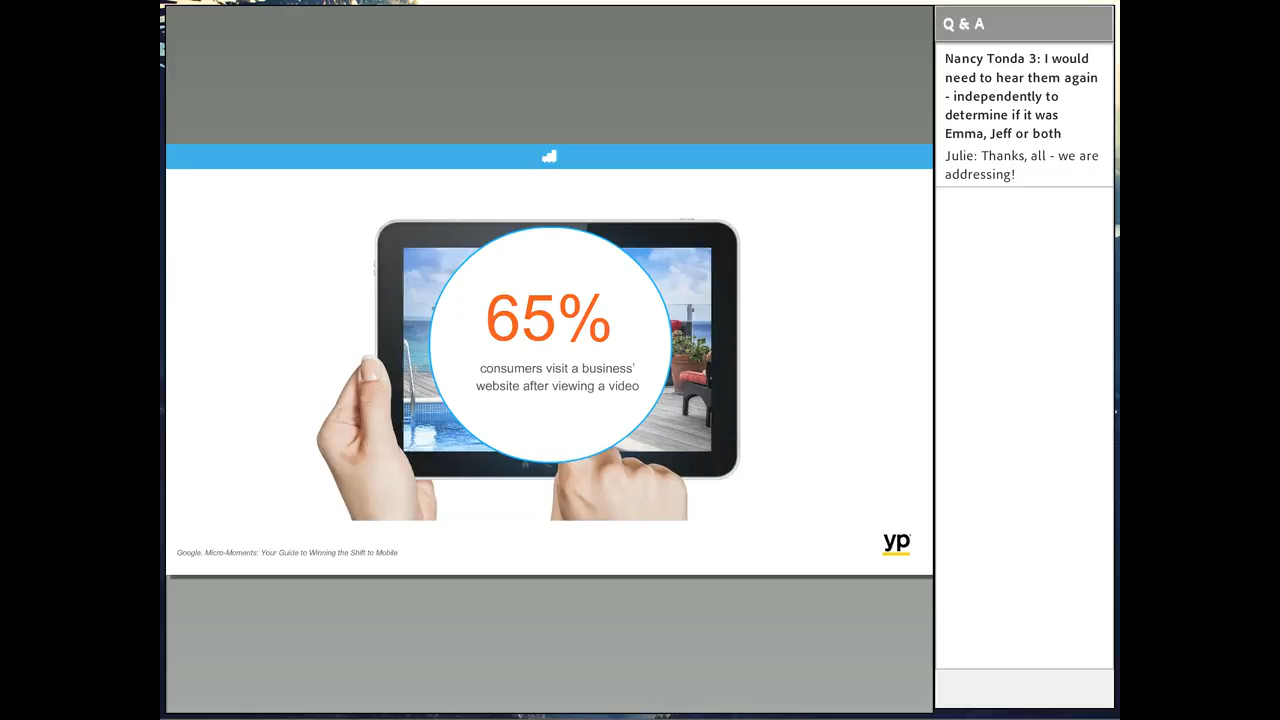 Q & A
Nancy Tonda 3: I would
need to hear them again
- independently to
determine if it was
Emma, Jeff or both
Julie: Thanks, all - we are
addressing!
65%
consumers visit a business'
website after viewing a video
Google. Micro-Moments: Your Guide to Winning the Shift to Mobile
yp